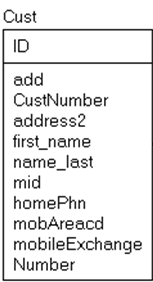 Cust
ID
add
CustNumber
address2
first_name
name_last
mid
homePhn
mobAreacd
mobileExchange
Number